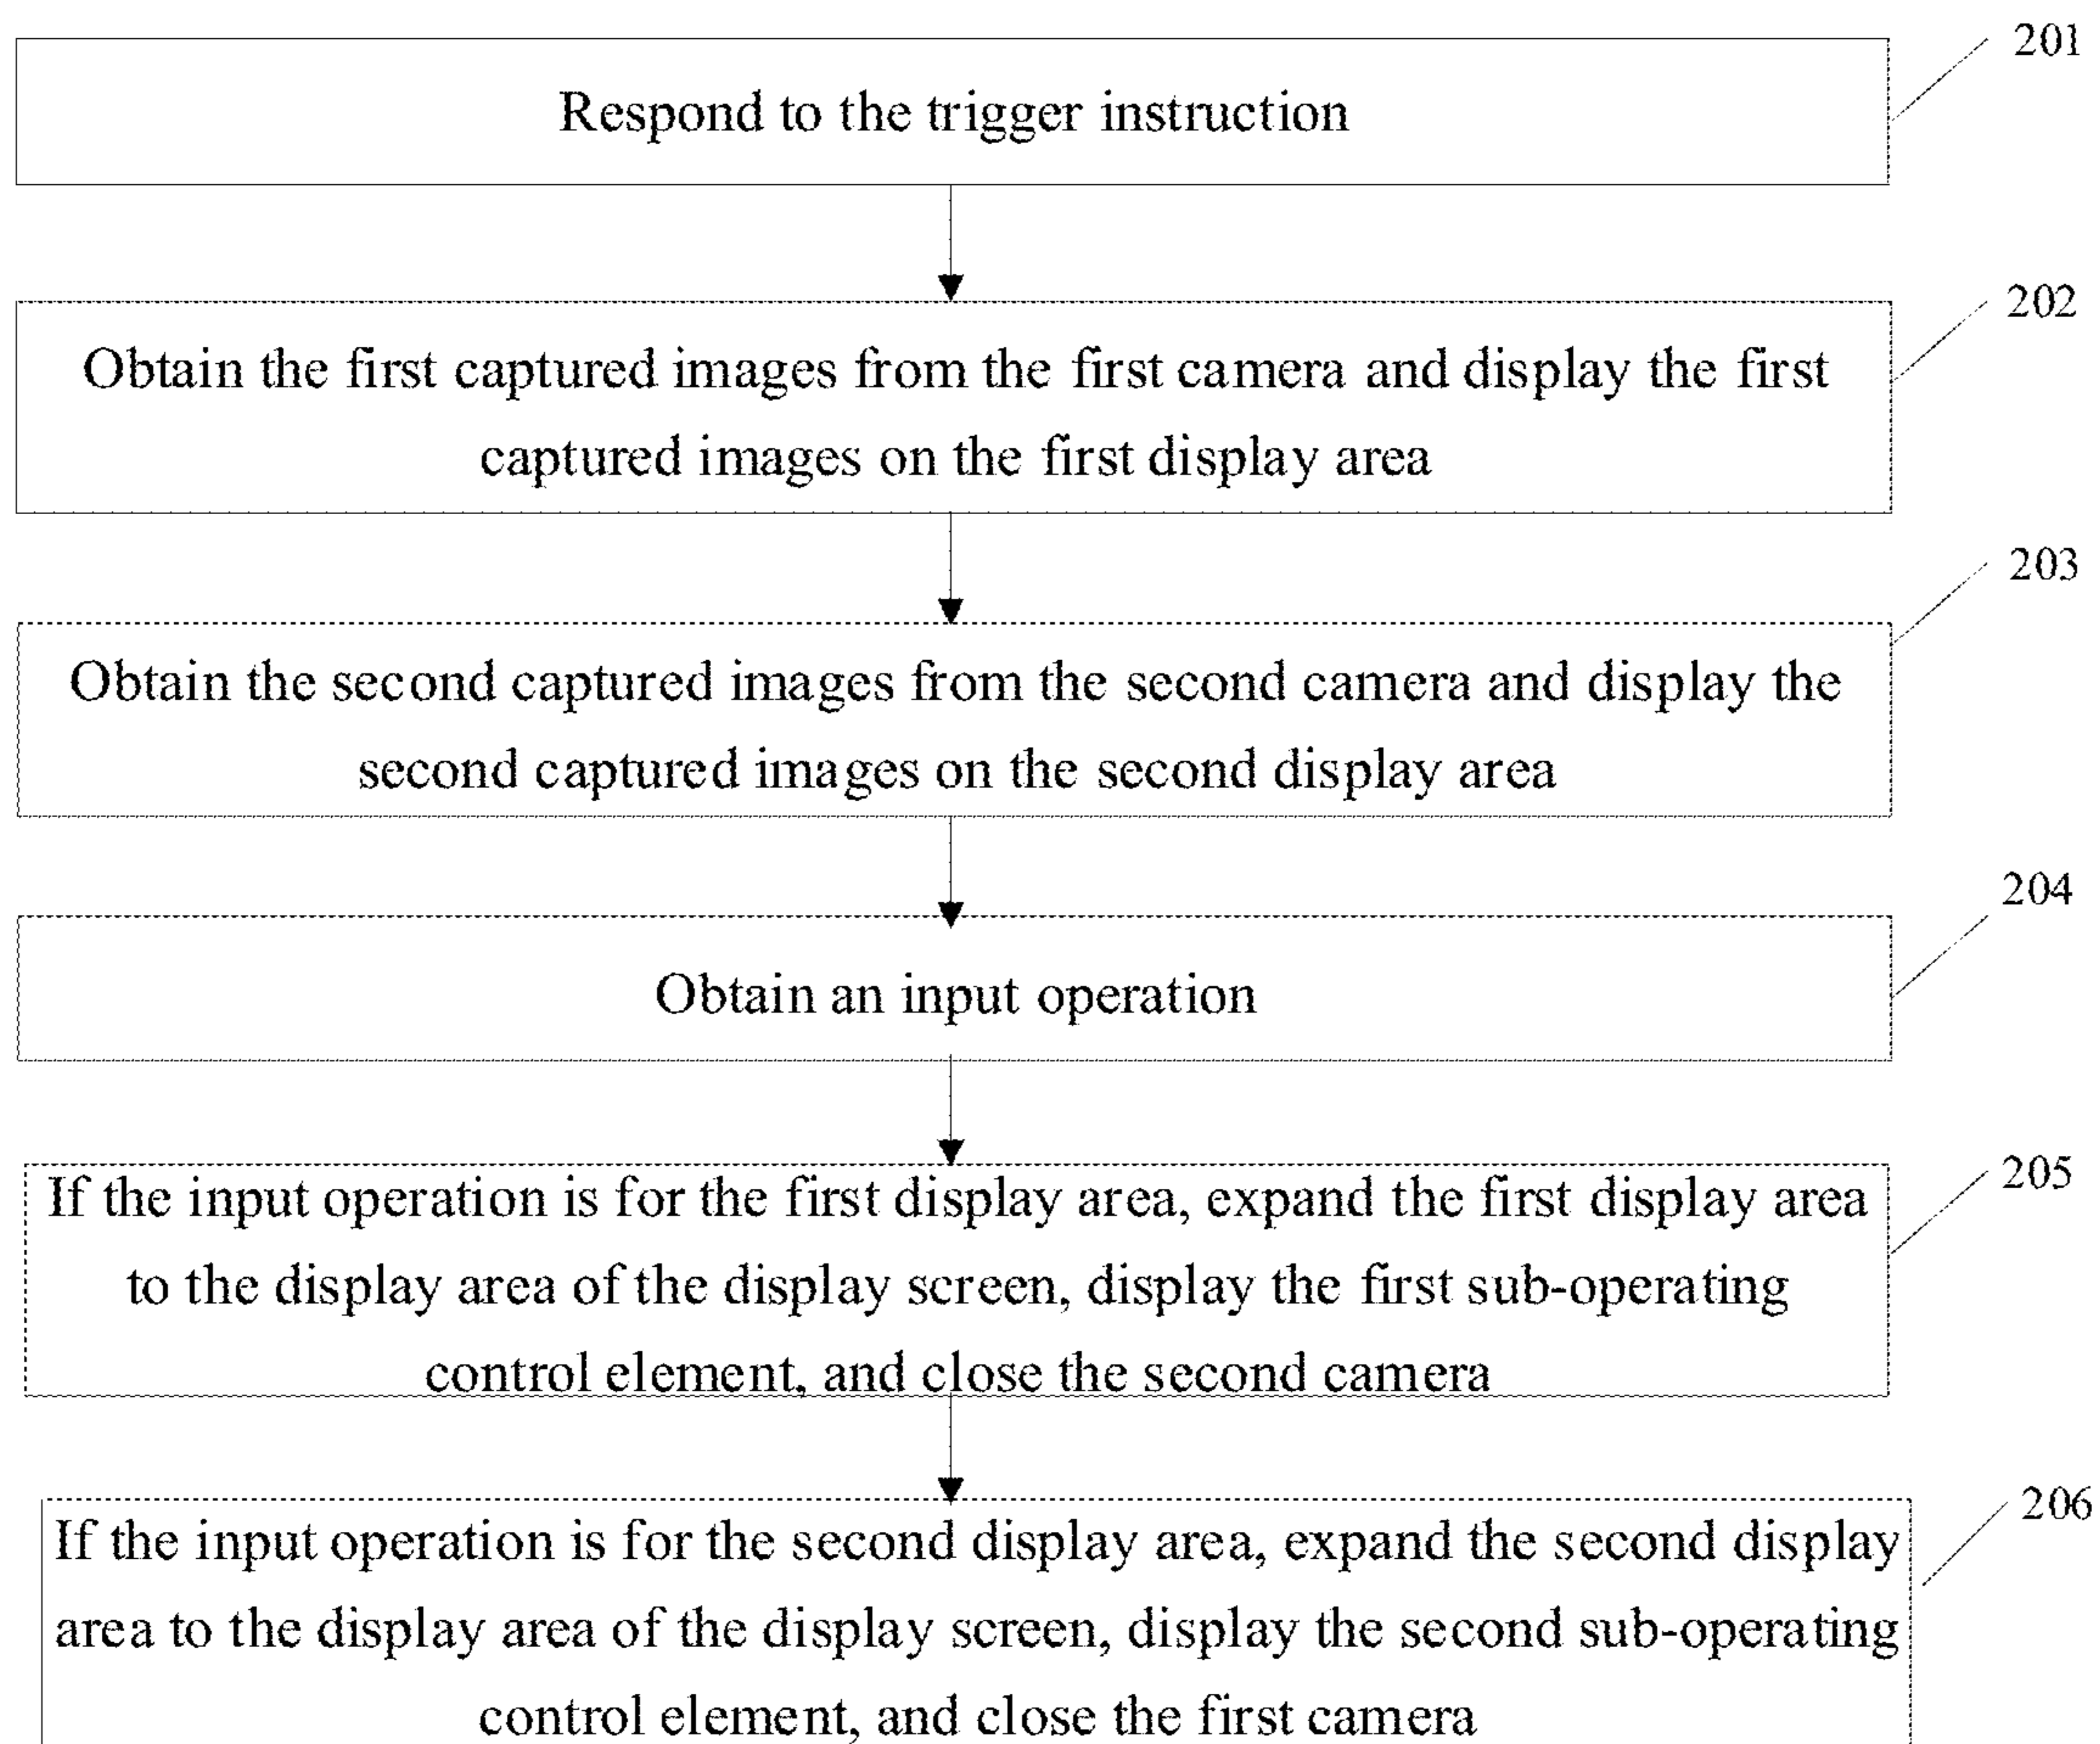 201
Respond to the trigger instruction
202
Obtain the first captured images from the first camera and display the first
captured images on the first display area
203
Obtain the second captured images from the second camera and display the
second captured images on the second display area
204
Obtain an input operation
205
If the input operation is for the first display area, expand the first display area
to the display area of the display screen, display the first sub-operating
control element, and close the second camera
206
If the input operation is for the second display area, expand the second display
area to the display area of the display screen, display the second sub-operating
control element, and close the first camera